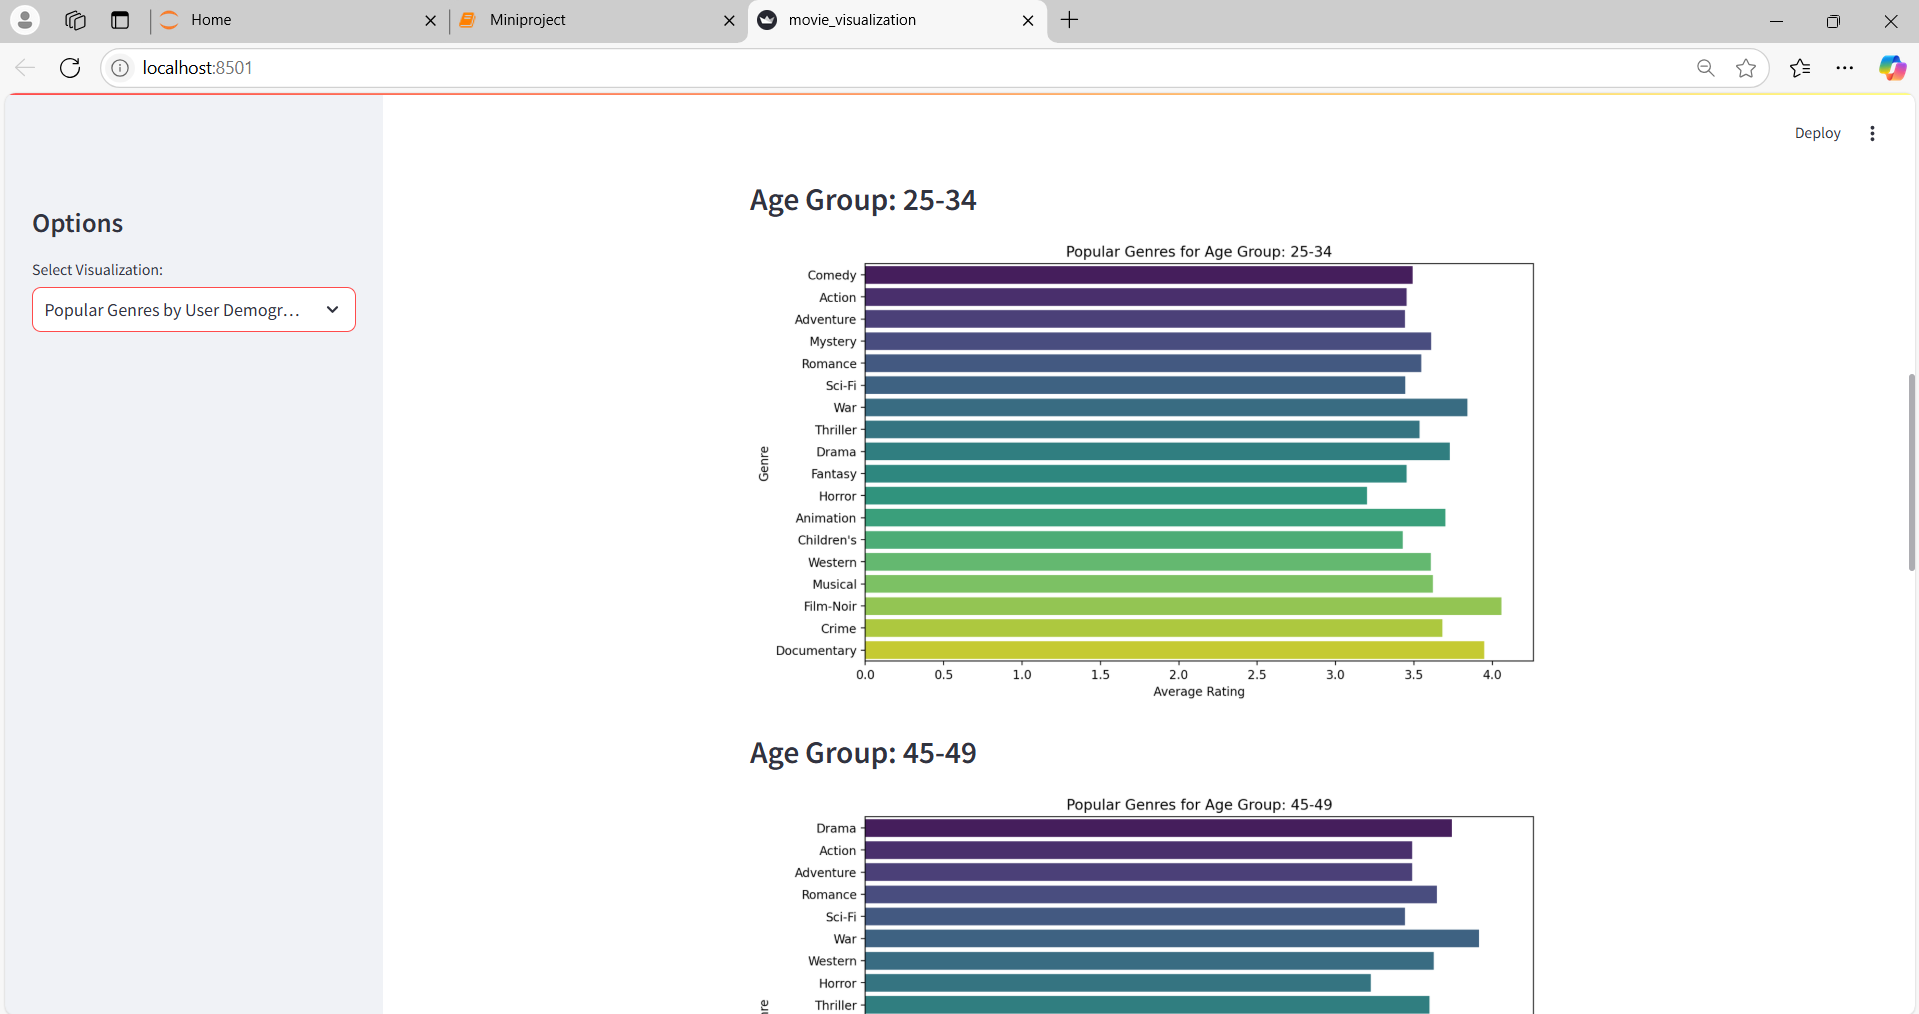 Home
Miniproject
movie_visualization
localhost:8501
Deploy
Options
Select Visualization:
Popular Genres by User Demogr...
Age Group: 25-34
Popular Genres for Age Group: 25-34
Genre
Comedy
Action
Adventure
Mystery
Romance
Sci-Fi
War
Thriller
Drama
Fantasy
Horror
Animation
Children's
Western
Musical
Film-Noir
Crime
Documentary
0.0 0.5 1.0 1.5 2.0 2.5 3.0 3.5 4.0
Average Rating
Age Group: 45-49
Popular Genres for Age Group: 45-49
Drama
Action
Adventure
Romance
Sci-Fi
War
Western
Horror
Thriller
re